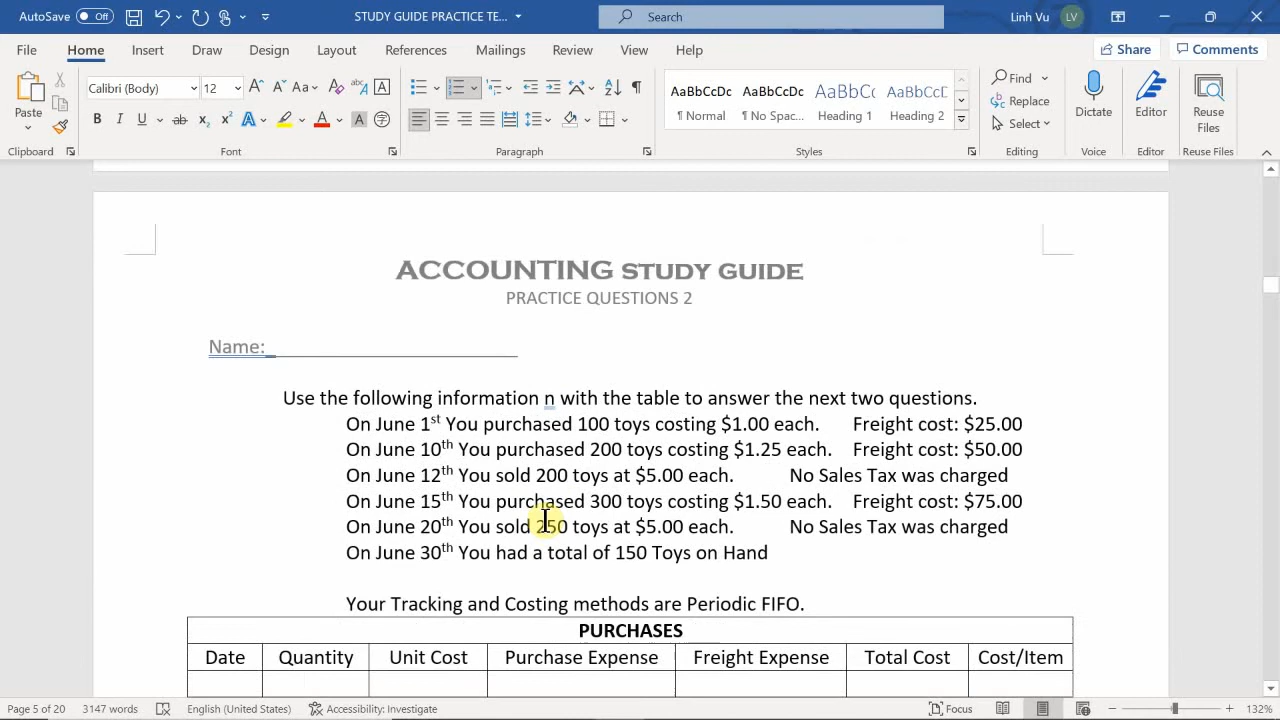 AutoSave Off STUDY GUIDE PRACTICE TE... Search Linh Vu LV
File Home Insert Draw Design Layout References Mailings Review View Help Share Comments
Paste Calibri (Body) 12 AaBbCcDc AaBbCcDc AaBbCc AaBbCcD Find Replace Select Dictate Editor Reuse Files
¶ Normal ¶ No Spac... Heading 1 Heading 2
Clipboard Font Paragraph Styles Editing Voice Editor Reuse Files
ACCOUNTING STUDY GUIDE
PRACTICE QUESTIONS 2
Name:_______________________
Use the following information n with the table to answer the next two questions.
On June 1st You purchased 100 toys costing $1.00 each. Freight cost: $25.00
On June 10th You purchased 200 toys costing $1.25 each. Freight cost: $50.00
On June 12th You sold 200 toys at $5.00 each. No Sales Tax was charged
On June 15th You purchased 300 toys costing $1.50 each. Freight cost: $75.00
On June 20th You sold 250 toys at $5.00 each. No Sales Tax was charged
On June 30th You had a total of 150 Toys on Hand
Your Tracking and Costing methods are Periodic FIFO.
PURCHASES
Date Quantity Unit Cost Purchase Expense Freight Expense Total Cost Cost/Item
Page 5 of 20 3147 words English (United States) Accessibility: Investigate Focus 132%